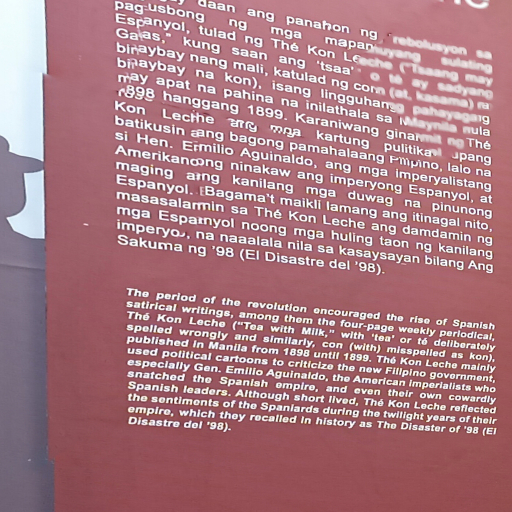 daan ang panahon ng rebolusyon sa
pag-usbong ng mga mapanuyang sulating
Espanyol, tulad ng Thé Kon Leche ("Tsaang may
Gatas," kung saan ang 'tsaa' o té ay sadyang
binaybay nang mali, katulad ng con (at, kasama) na
binaybay na kon), isang lingguhang pahayagang
may apat na pahina na inilathala sa Maynila mula
1898 hanggang 1899. Karaniwang ginamit ng Thé
Kon Leche ang mga kartung pulitikal upang
batikusin ang bagong pamahalaang Pilipino, lalo na
si Hen. Emilio Aguinaldo, ang mga imperyalistang
Amerikanong ninakaw ang imperyong Espanyol, at
maging ang kanilang mga duwag na pinunong
Espanyol. Bagama't maikli lamang ang itinagal nito,
masasalarmin sa Thé Kon Leche ang damdamin ng
mga Espanyol noong mga huling taon ng kanilang
imperyo, na naaalala nila sa kasaysayan bilang Ang
Sakuma ng '98 (El Disastre del '98).
The period of the revolution encouraged the rise of Spanish
satirical writings, among them the four-page weekly periodical,
Thé Kon Leche ("Tea with Milk," with 'tea' or té deliberately
spelled wrongly and similarly, con (with) misspelled as kon),
published in Manila from 1898 until 1899. Thé Kon Leche mainly
used political cartoons to criticize the new Filipino government,
especially Gen. Emilio Aguinaldo, the American imperialists who
snatched the Spanish empire, and even their own cowardly
Spanish leaders. Although short lived, Thé Kon Leche reflected
the sentiments of the Spaniards during the twilight years of their
empire, which they recalled in history as The Disaster of '98 (El
Disastre del '98).